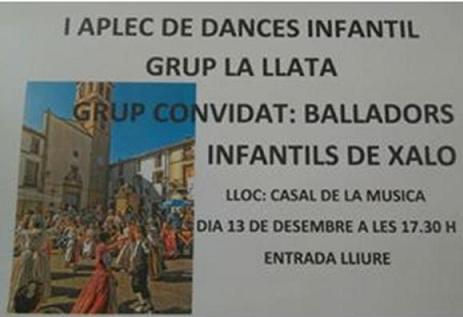 I APLEC DE DANCES INFANTIL
GRUP LA LLATA
GRUP CONVIDAT: BALLADORS
INFANTILS DE XALO
LLOC: CASAL DE LA MUSICA
DIA 13 DE DESEMBRE A LES 17.30 H
ENTRADA LLIURE